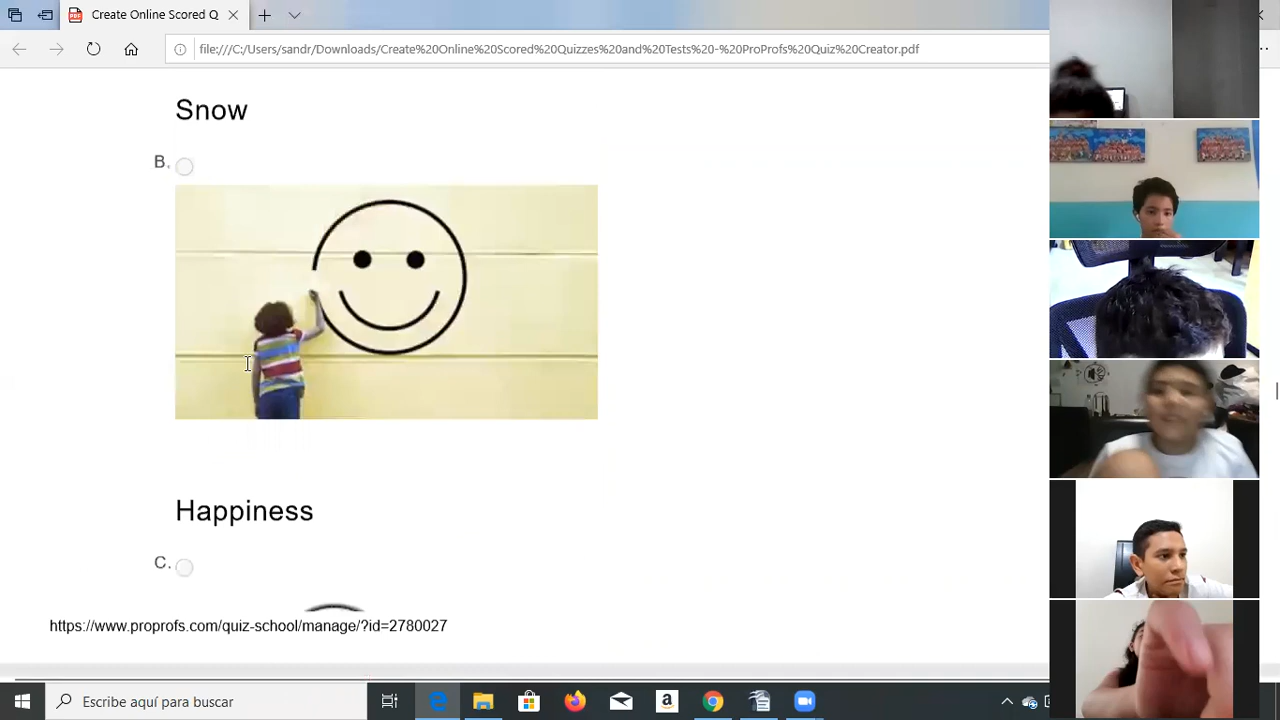 Create Online Scored Q
file:///C:/Users/sandr/Downloads/Create%20Online%20Scored%20Quizzes%20and%20Tests%20-%20ProProfs%20Quiz%20Creator.pdf
Snow
B.
Happiness
C.
https://www.proprofs.com/quiz-school/manage/?id=2780027
Escribe aquí para buscar